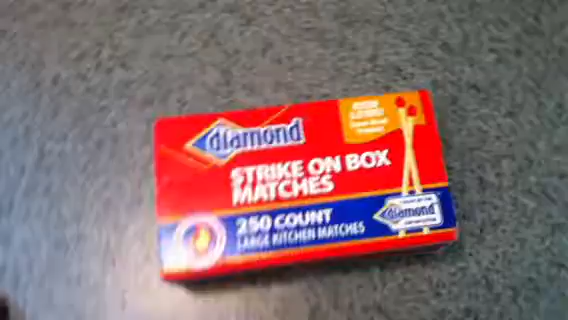 diamond
STRIKE ON BOX
MATCHES
250 COUNT
LARGE KITCHEN MATCHES
diamond